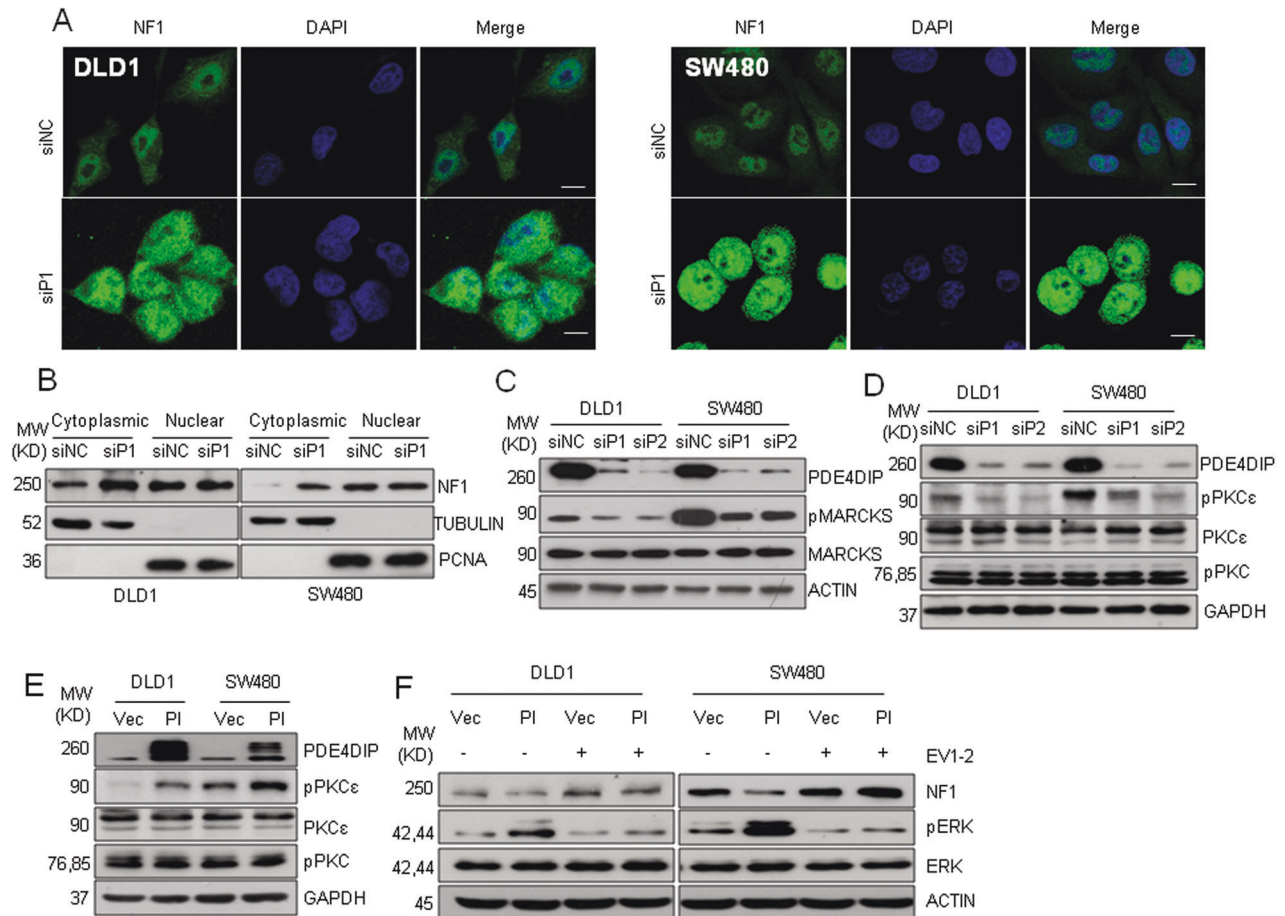 A
NF1 DAPI Merge
NF1 DAPI Merge
DLD1
SW480
siNC
siP1
siNC
siP1
B
Cytoplasmic Nuclear Cytoplasmic Nuclear
MW (KD)
siNC siP1 siNC siP1 siNC siP1 siNC siP1
250 NF1
52 TUBULIN
36 PCNA
DLD1 SW480
C
DLD1 SW480
MW (KD)
siNC siP1 siP2 siNC siP1 siP2
260 PDE4DIP
90 pMARCKS
90 MARCKS
45 ACTIN
D
DLD1 SW480
MW (KD)
siNC siP1 siP2 siNC siP1 siP2
260 PDE4DIP
90 pPKCε
90 PKCε
76,85 pPKC
37 GAPDH
E
DLD1 SW480
MW (KD)
Vec PI Vec PI
260 PDE4DIP
90 pPKCε
90 PKCε
76,85 pPKC
37 GAPDH
F
DLD1 SW480
MW (KD)
Vec PI Vec PI Vec PI Vec PI
- - + + - - + + EV1-2
250 NF1
42,44 pERK
42,44 ERK
45 ACTIN